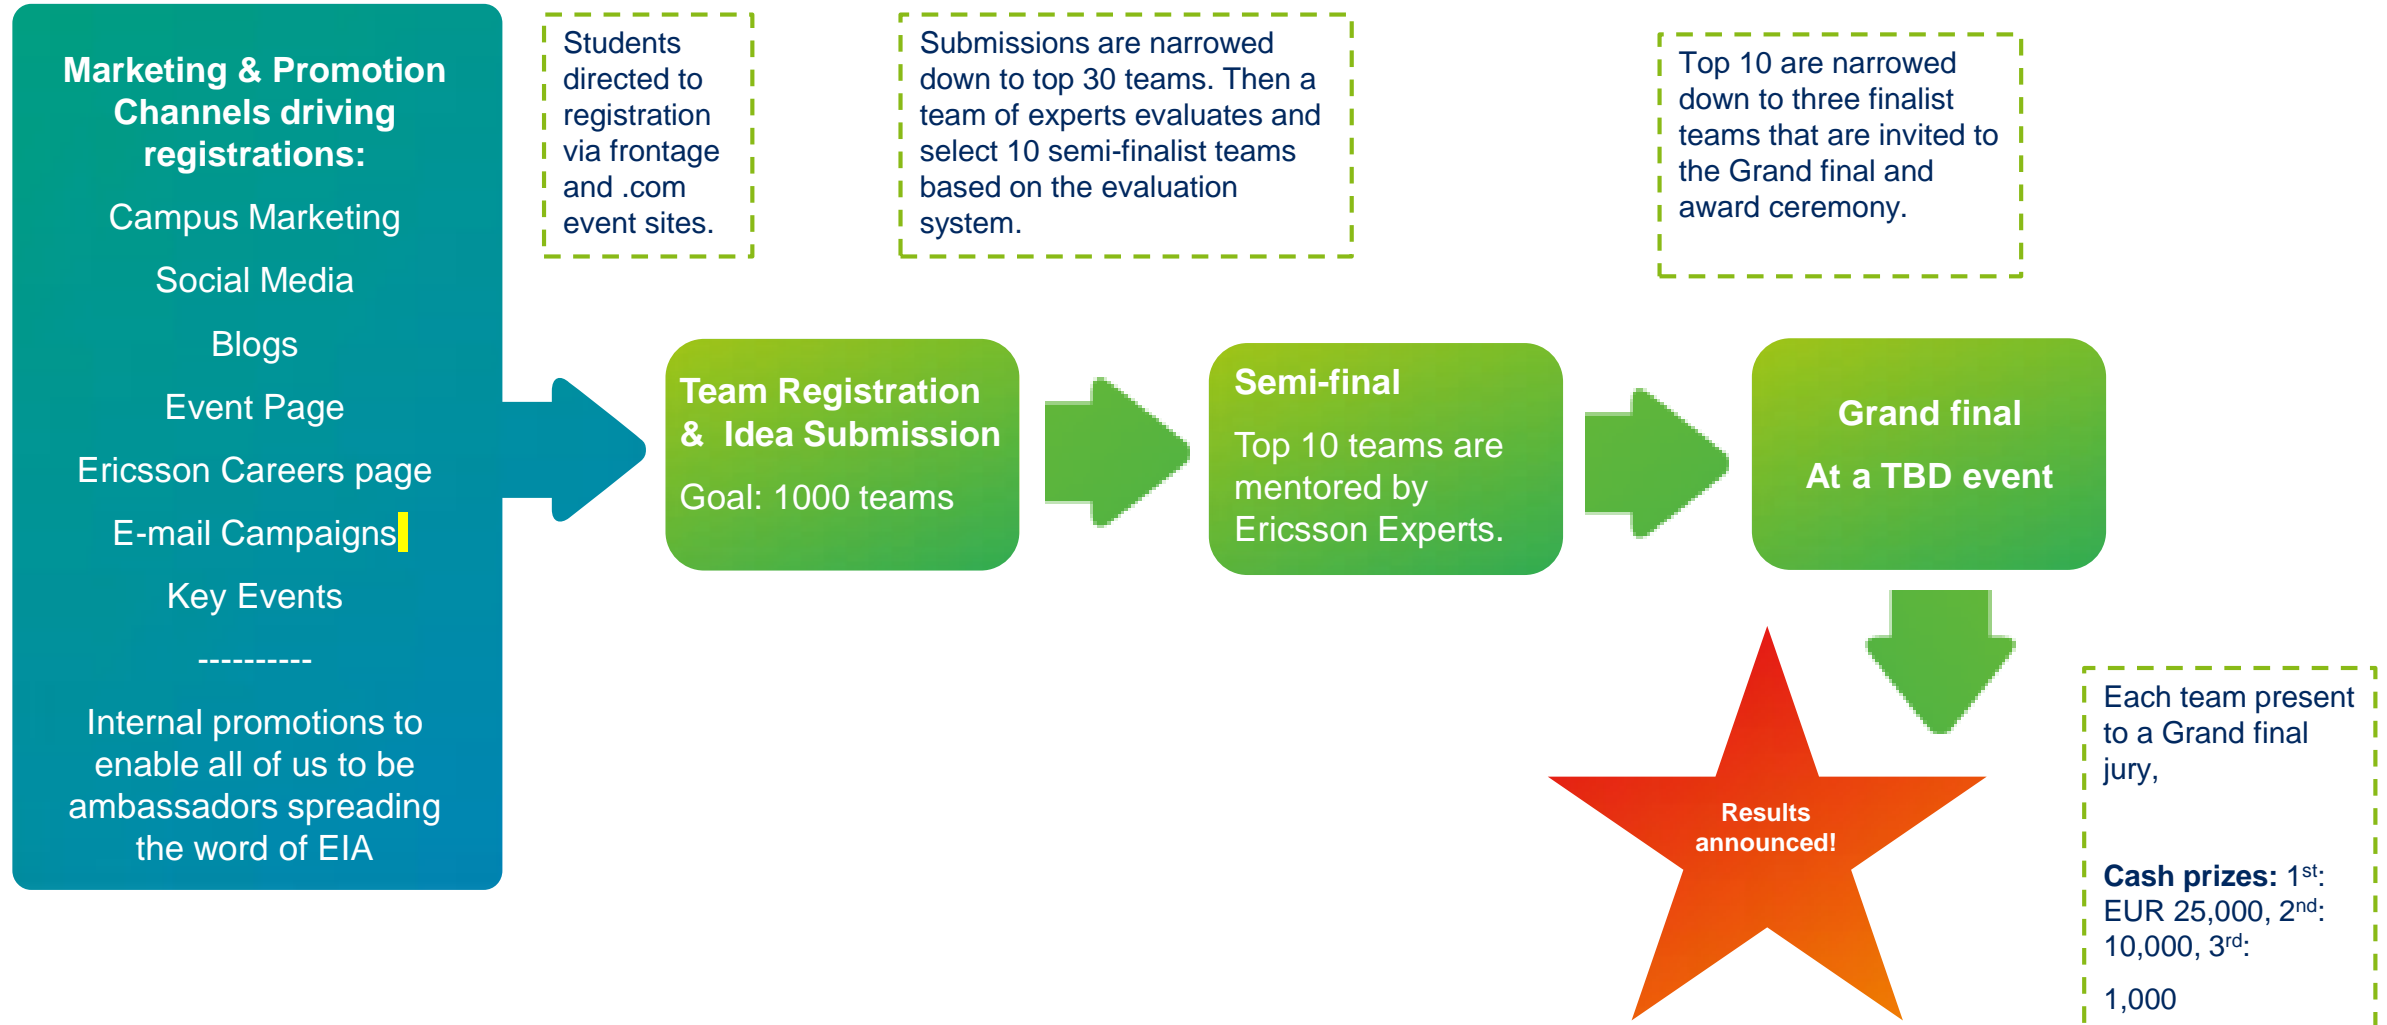 Marketing & Promotion
Channels driving
registrations:
Campus Marketing
Social Media
Blogs
Event Page
Ericsson Careers page
E-mail Campaigns
Key Events
----------
Internal promotions to
enable all of us to be
ambassadors spreading
the word of EIA
Students
directed to
registration
via frontage
and .com
event sites.
Submissions are narrowed
down to top 30 teams. Then a
team of experts evaluates and
select 10 semi-finalist teams
based on the evaluation
system.
Top 10 are narrowed
down to three finalist
teams that are invited to
the Grand final and
award ceremony.
Team Registration
& Idea Submission
Goal: 1000 teams
Semi-final
Top 10 teams are
mentored by
Ericsson Experts.
Grand final
At a TBD event
Results
announced!
Each team present
to a Grand final
jury,
Cash prizes: 1st:
EUR 25,000, 2nd:
10,000, 3rd:
1,000